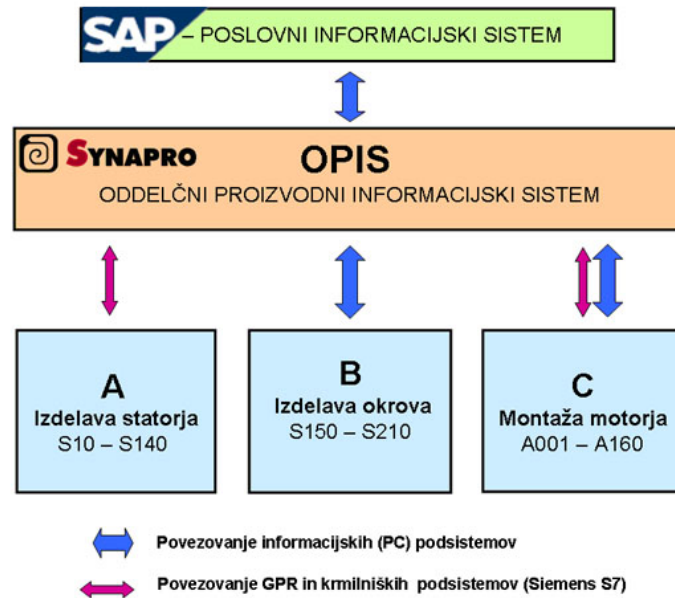 SAP – POSLOVNI INFORMACIJSKI SISTEM
SYNAPRO OPIS
ODDELČNI PROIZVODNI INFORMACIJSKI SISTEM
A
Izdelava statorja
S10 – S140
B
Izdelava okrova
S150 – S210
C
Montaža motorja
A001 – A160
Povezovanje informacijskih (PC) podsistemov
Povezovanje GPR in krmilniških podsistemov (Siemens S7)